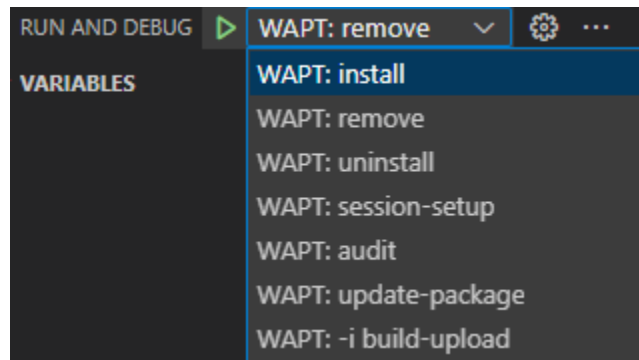 RUN AND DEBUG WAPT: remove ...
VARIABLES
WAPT: install
WAPT: remove
WAPT: uninstall
WAPT: session-setup
WAPT: audit
WAPT: update-package
WAPT: -i build-upload